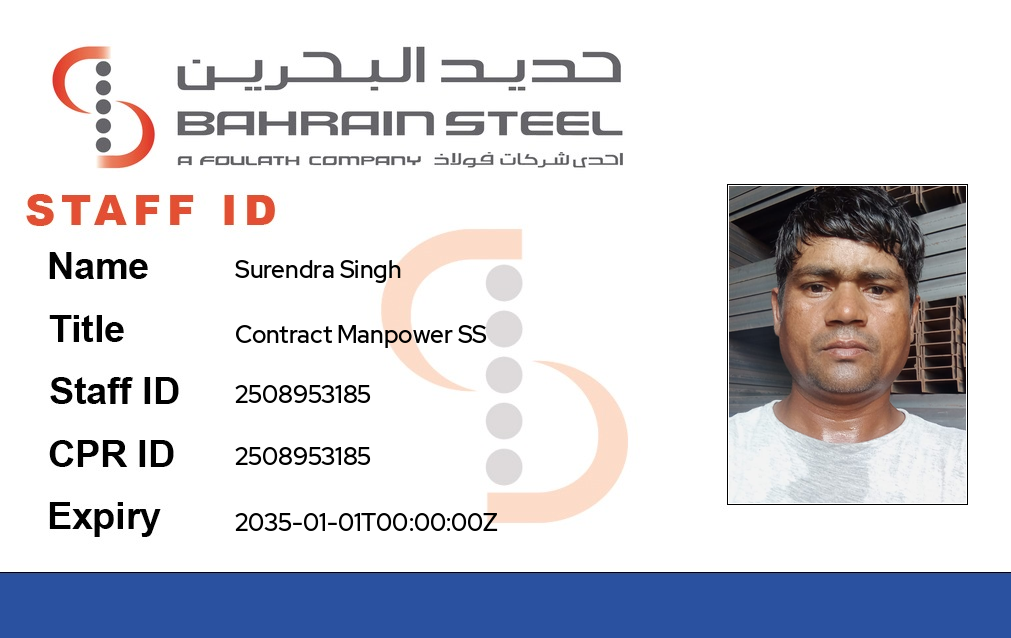 حديد البحرين
BAHRAIN STEEL
A FOULATH COMPANY احدى شركات فولاذ
STAFF ID
Name Surendra Singh
Title Contract Manpower SS
Staff ID 2508953185
CPR ID 2508953185
Expiry 2035-01-01T00:00:00Z